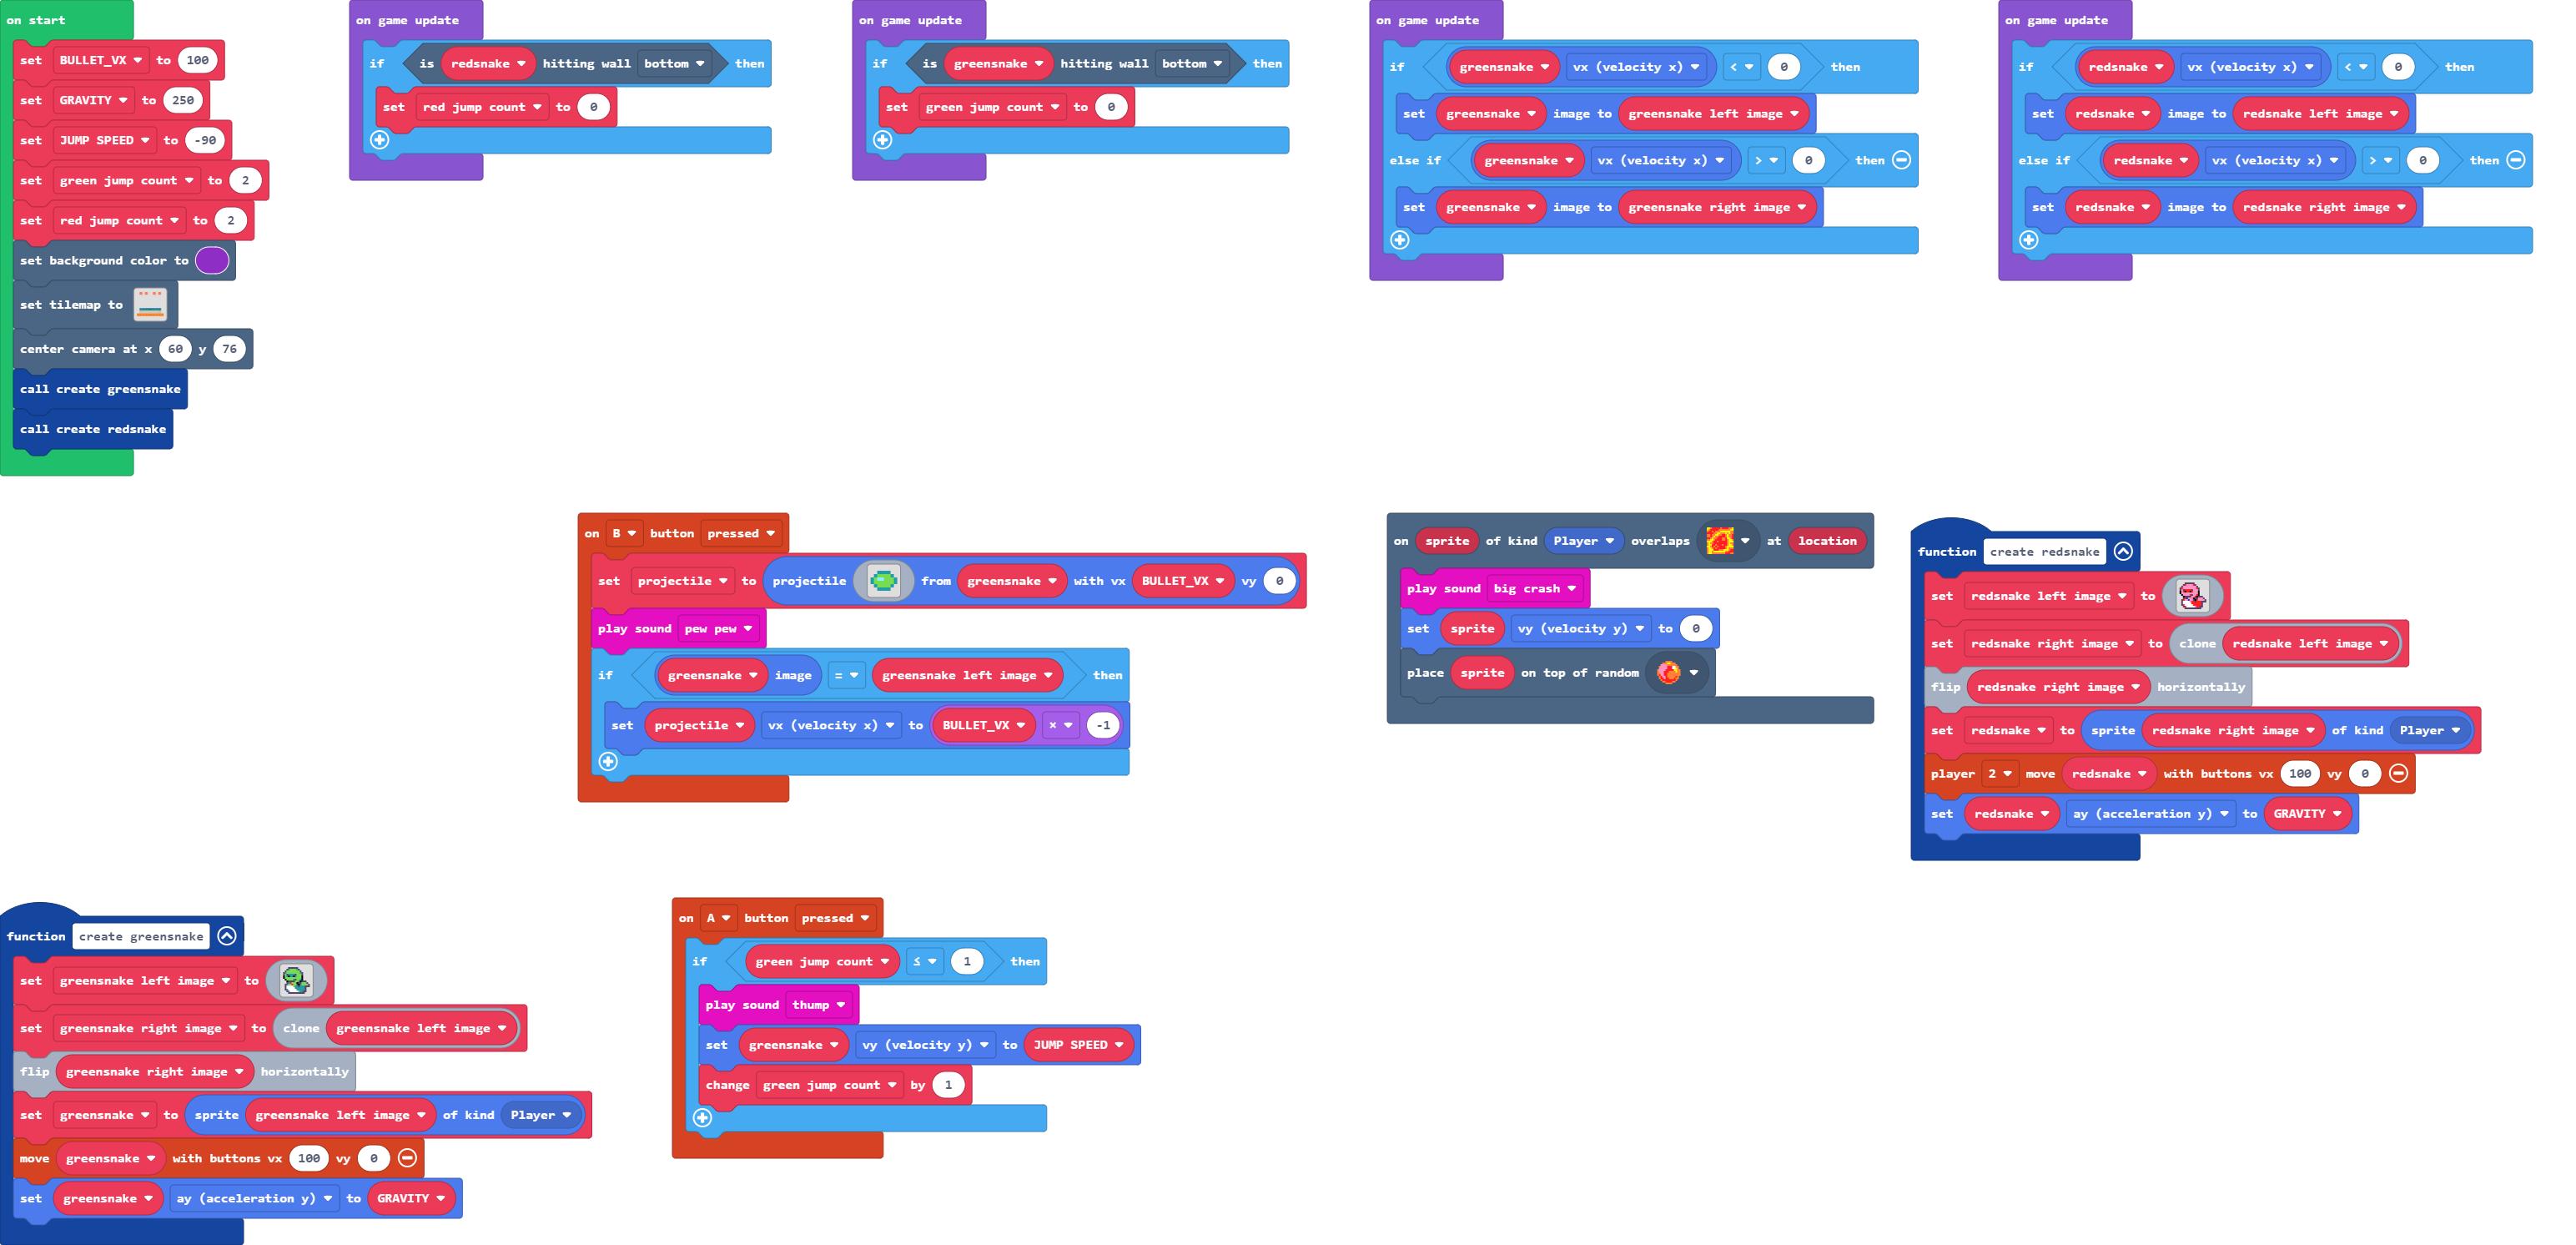 on start
set BULLET_VX to 100
set GRAVITY to 250
set JUMP SPEED to -90
set green jump count to 2
set red jump count to 2
set background color to
set tilemap to
center camera at x 60 y 76
call create greensnake
call create redsnake
on game update
if is redsnake hitting wall bottom then
set red jump count to 0
on game update
if is greensnake hitting wall bottom then
set green jump count to 0
on game update
if greensnake vx (velocity x) < 0 then
set greensnake image to greensnake left image
else if greensnake vx (velocity x) > 0 then
set greensnake image to greensnake right image
on game update
if redsnake vx (velocity x) < 0 then
set redsnake image to redsnake left image
else if redsnake vx (velocity x) > 0 then
set redsnake image to redsnake right image
on B button pressed
set projectile to projectile from greensnake with vx BULLET_VX vy 0
play sound pew pew
if greensnake image = greensnake left image then
set projectile vx (velocity x) to BULLET_VX × -1
on sprite of kind Player overlaps at location
play sound big crash
set sprite vy (velocity y) to 0
place sprite on top of random
function create redsnake
set redsnake left image to
set redsnake right image to clone redsnake left image
flip redsnake right image horizontally
set redsnake to sprite redsnake right image of kind Player
player 2 move redsnake with buttons vx 100 vy 0
set redsnake ay (acceleration y) to GRAVITY
function create greensnake
set greensnake left image to
set greensnake right image to clone greensnake left image
flip greensnake right image horizontally
set greensnake to sprite greensnake left image of kind Player
move greensnake with buttons vx 100 vy 0
set greensnake ay (acceleration y) to GRAVITY
on A button pressed
if green jump count ≤ 1 then
play sound thump
set greensnake vy (velocity y) to JUMP SPEED
change green jump count by 1